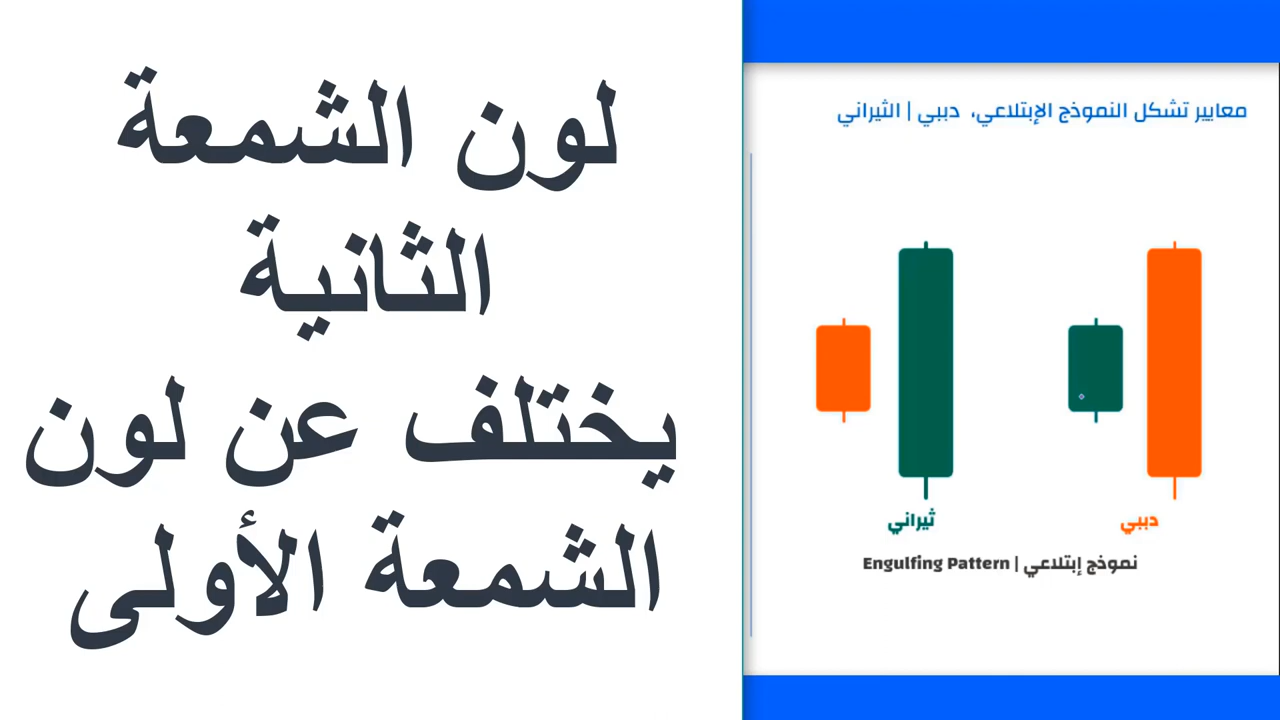 لون الشمعة
الثانية
يختلف عن لون
الشمعة الأولى
معايير تشكل النموذج الإبتلاعي، دببي | الثيراني
ثيراني
دببي
نموذج إبتلاعي | Engulfing Pattern